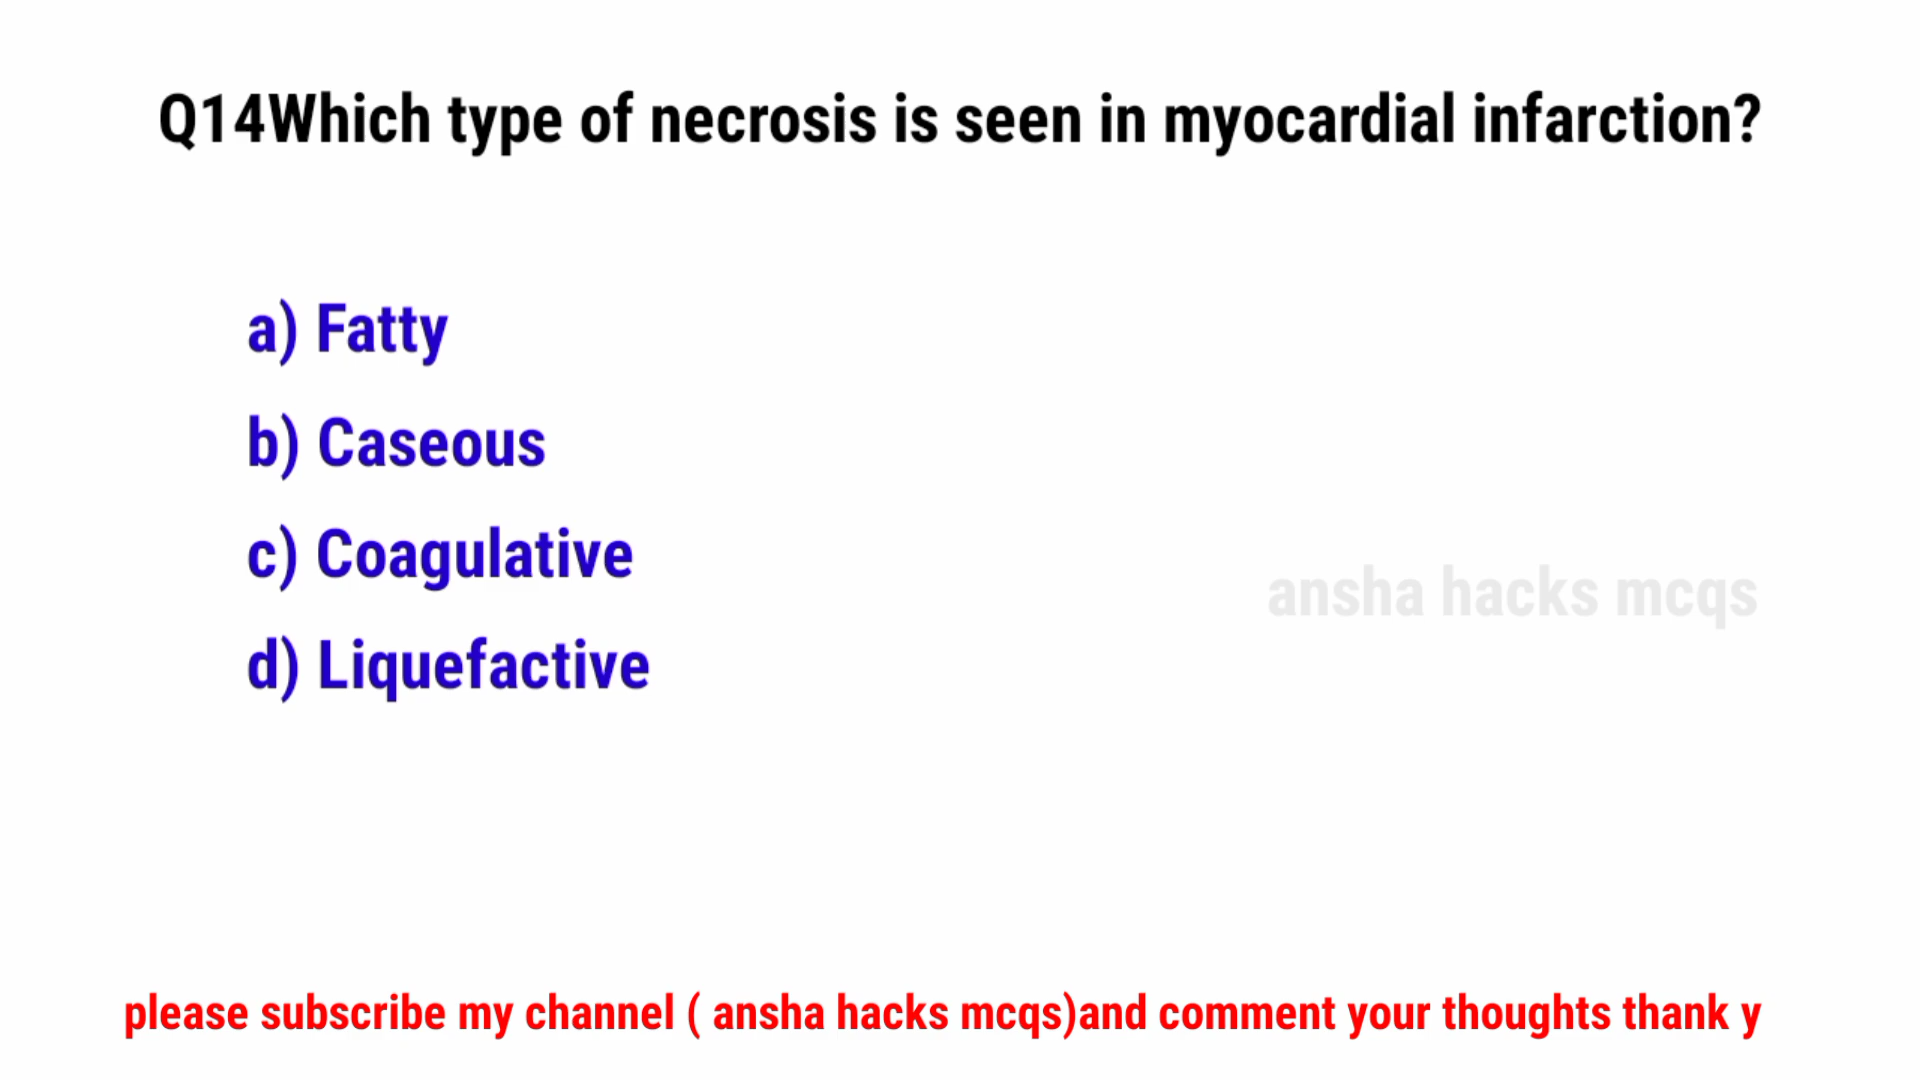 Q14Which type of necrosis is seen in myocardial infarction?
a) Fatty
b) Caseous
c) Coagulative
ansha hacks mcqs
d) Liquefactive
please subscribe my channel ( ansha hacks mcqs)and comment your thoughts thank y